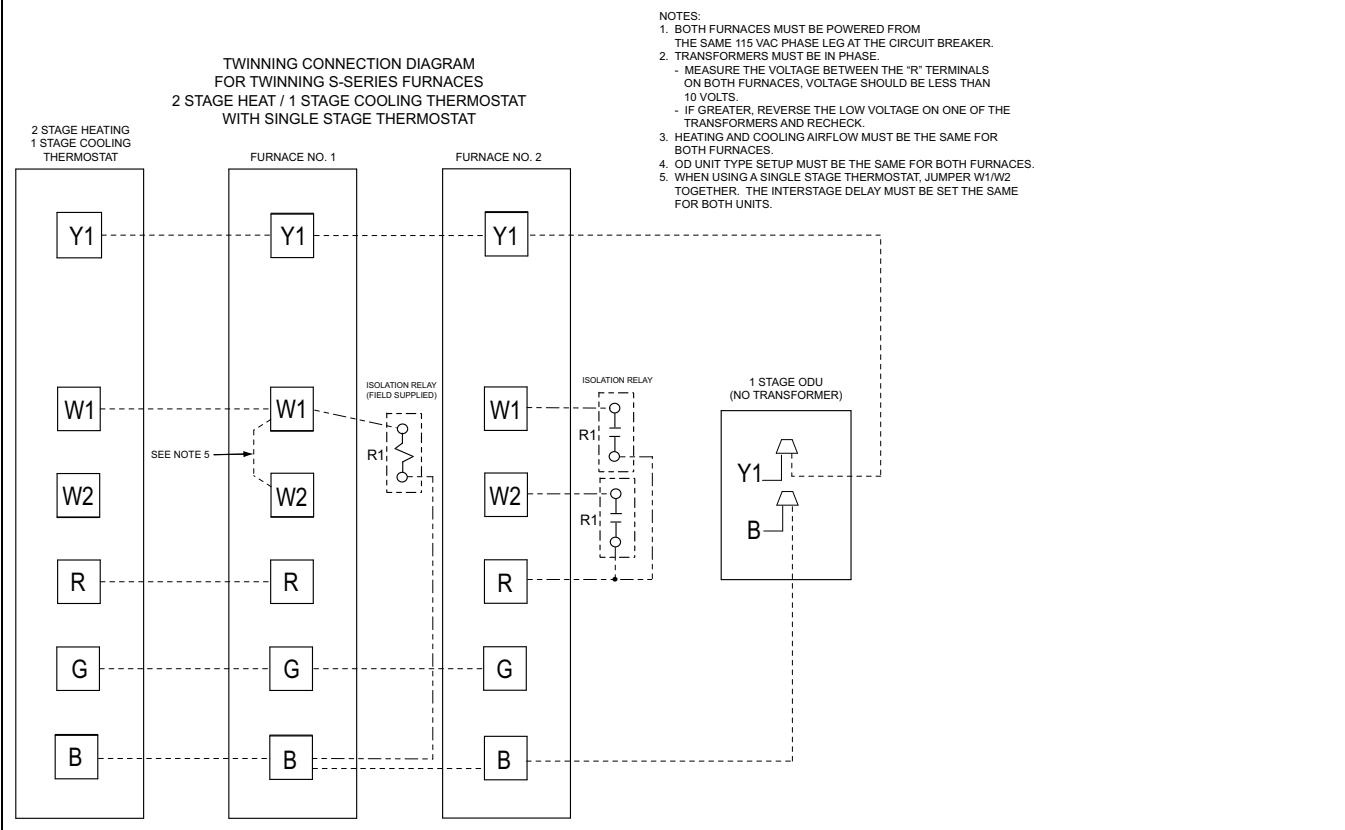 NOTES:
1. BOTH FURNACES MUST BE POWERED FROM
THE SAME 115 VAC PHASE LEG AT THE CIRCUIT BREAKER.
2. TRANSFORMERS MUST BE IN PHASE.
- MEASURE THE VOLTAGE BETWEEN THE “R” TERMINALS
ON BOTH FURNACES, VOLTAGE SHOULD BE LESS THAN
10 VOLTS.
- IF GREATER, REVERSE THE LOW VOLTAGE ON ONE OF THE
TRANSFORMERS AND RECHECK.
3. HEATING AND COOLING AIRFLOW MUST BE THE SAME FOR
BOTH FURNACES.
4. OD UNIT TYPE SETUP MUST BE THE SAME FOR BOTH FURNACES.
5. WHEN USING A SINGLE STAGE THERMOSTAT, JUMPER W1/W2
TOGETHER. THE INTERSTAGE DELAY MUST BE SET THE SAME
FOR BOTH UNITS.
TWINNING CONNECTION DIAGRAM
FOR TWINNING S-SERIES FURNACES
2 STAGE HEAT / 1 STAGE COOLING THERMOSTAT
WITH SINGLE STAGE THERMOSTAT
2 STAGE HEATING
1 STAGE COOLING
THERMOSTAT
Y1
W1
W2
R
G
B
FURNACE NO. 1
Y1
W1
W2
R
G
B
SEE NOTE 5
ISOLATION RELAY
(FIELD SUPPLIED)
R1
FURNACE NO. 2
Y1
W1
W2
R
G
B
ISOLATION RELAY
R1
R1
1 STAGE ODU
(NO TRANSFORMER)
Y1
B